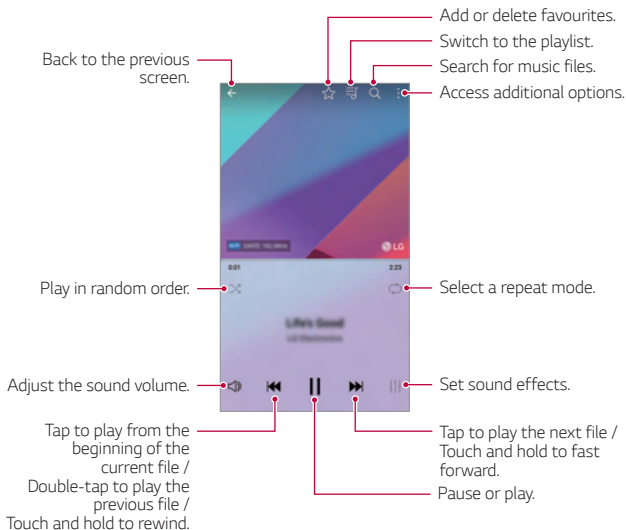 Add or delete favourites.
Switch to the playlist.
Back to the previous
screen.
Search for music files.
Access additional options.
LG
0:01
2:23
Play in random order.
Select a repeat mode.
Life's Good
LG Electronics
Adjust the sound volume.
Set sound effects.
Tap to play from the
beginning of the
current file /
Double-tap to play the
previous file /
Touch and hold to rewind.
Tap to play the next file /
Touch and hold to fast
forward.
Pause or play.